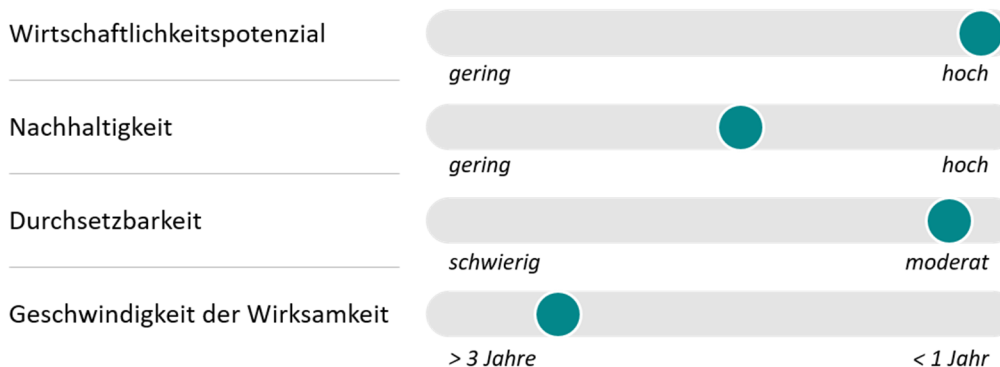 Wirtschaftlichkeitspotenzial
gering hoch
Nachhaltigkeit
gering hoch
Durchsetzbarkeit
schwierig moderat
Geschwindigkeit der Wirksamkeit
> 3 Jahre < 1 Jahr